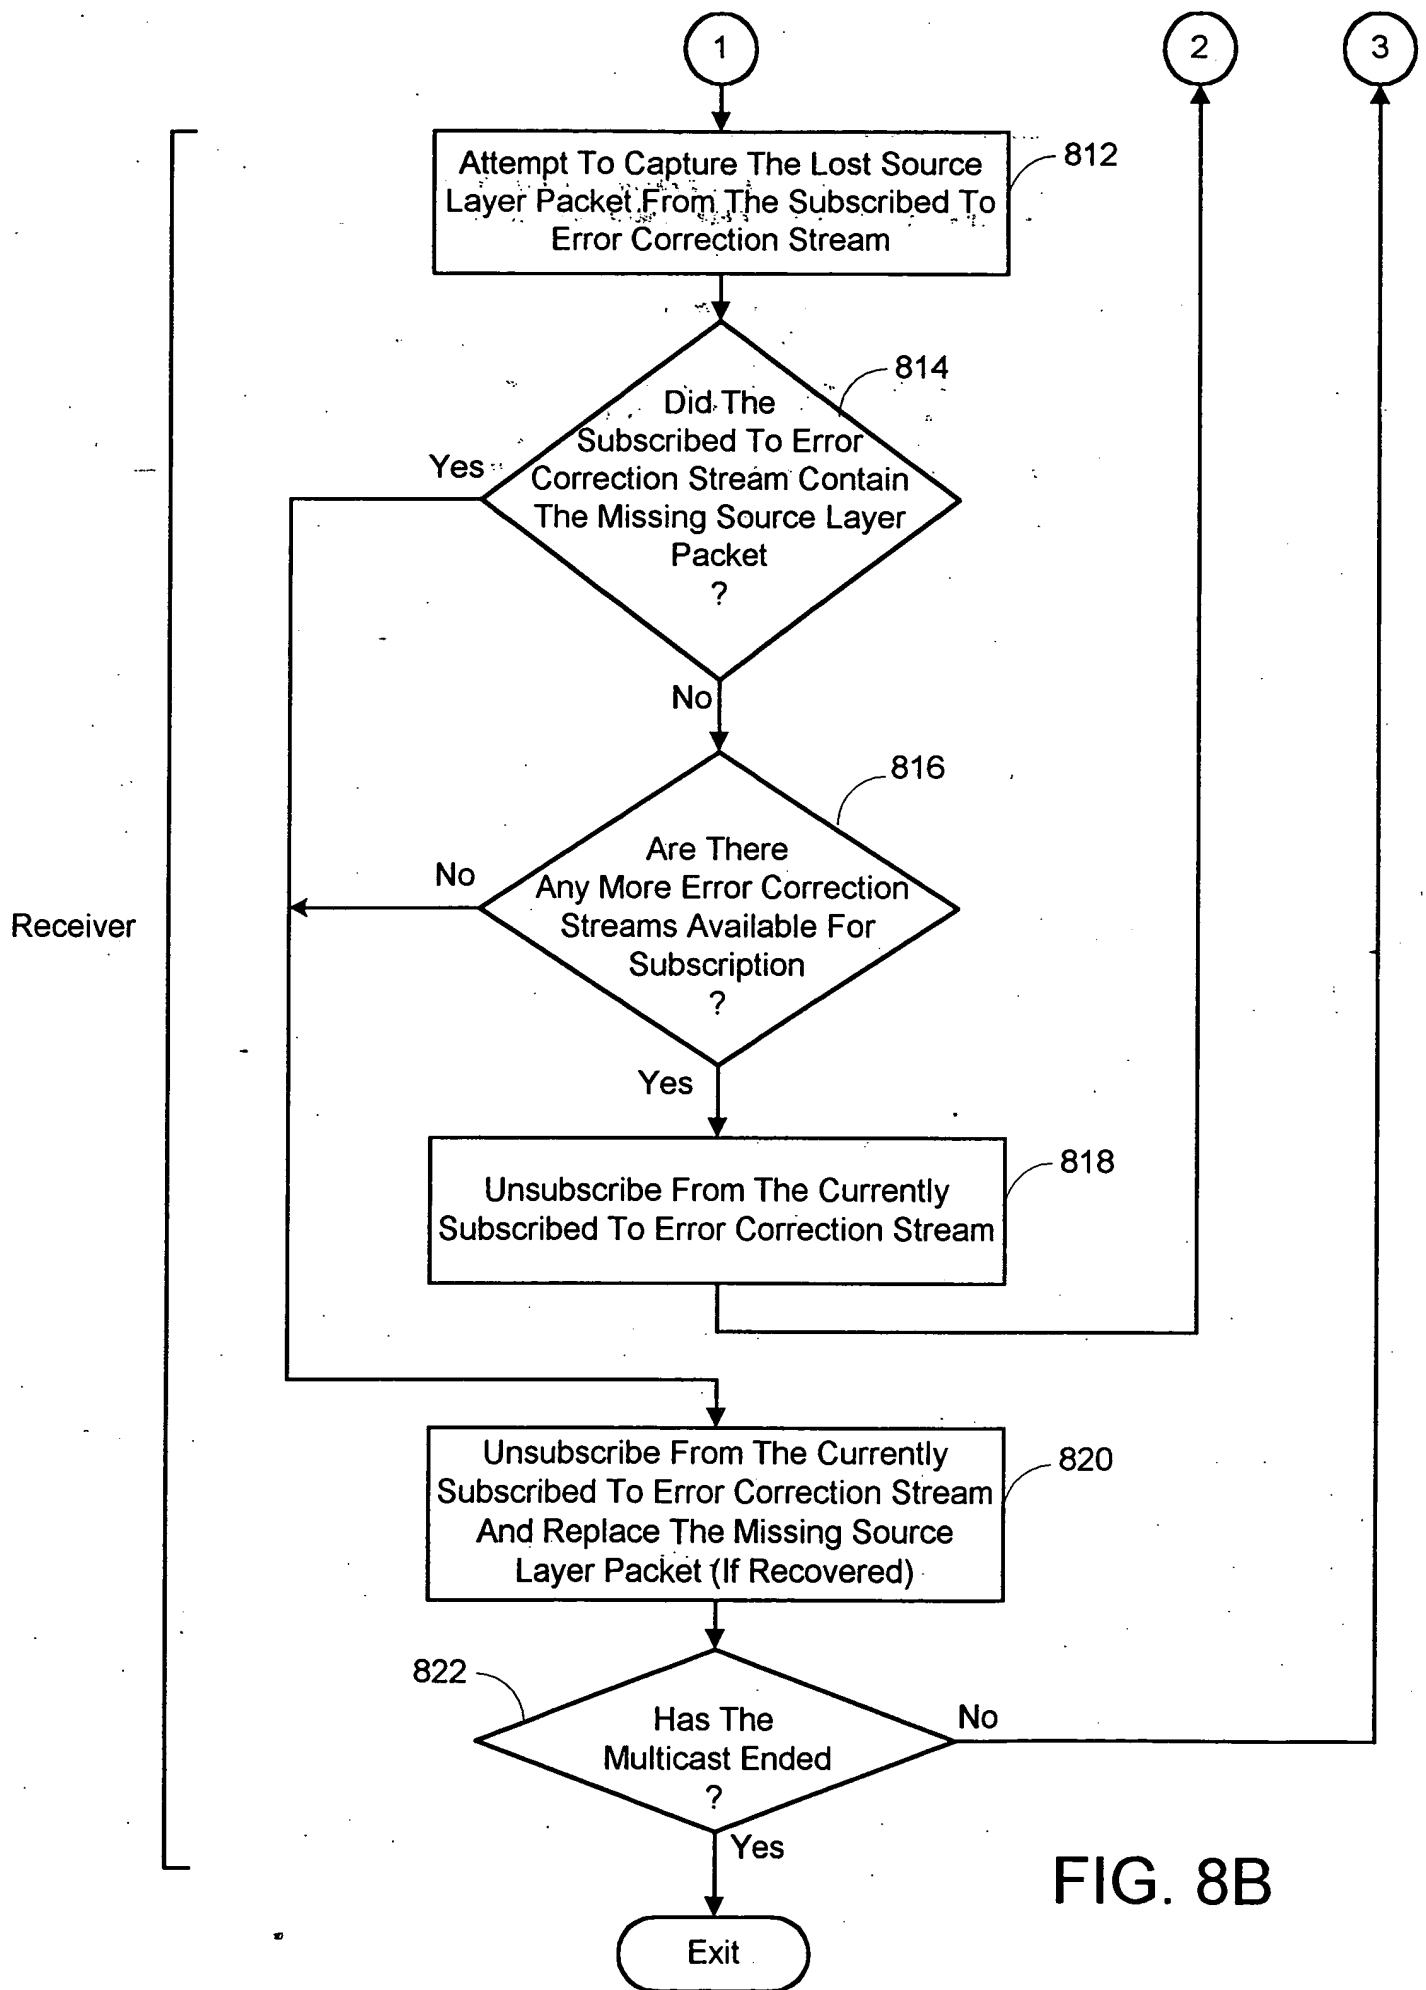 1
2
3
Attempt To Capture The Lost Source
Layer Packet From The Subscribed To
Error Correction Stream
812
814
Did The
Subscribed To Error
Correction Stream Contain
The Missing Source Layer
Packet
?
Yes
No
816
Are There
Any More Error Correction
Streams Available For
Subscription
?
No
Receiver
Yes
818
Unsubscribe From The Currently
Subscribed To Error Correction Stream
Unsubscribe From The Currently
Subscribed To Error Correction Stream
And Replace The Missing Source
Layer Packet (If Recovered)
820
822
Has The
Multicast Ended
?
No
Yes
FIG. 8B
Exit